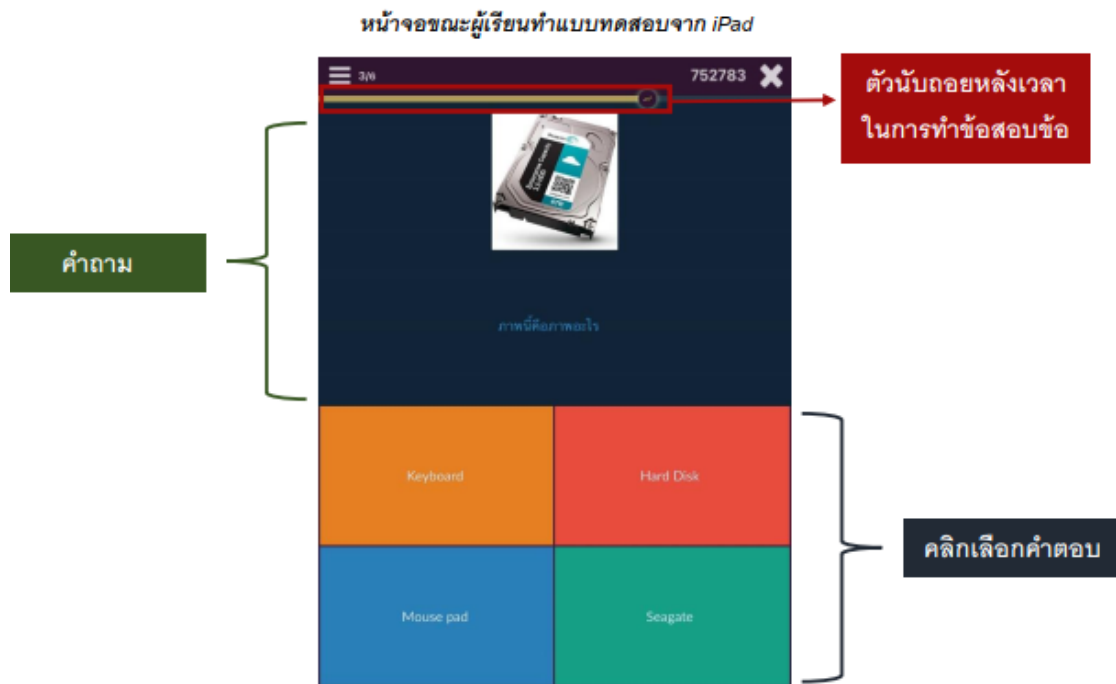 หน้าจอขณะผู้เรียนทำแบบทดสอบจาก iPad
3/6
752783
ตัวนับถอยหลังเวลา
ในการทำข้อสอบข้อ
คำถาม
ภาพนี้คือภาพอะไร
Keyboard
Hard Disk
คลิกเลือกคำตอบ
Mouse pad
Seagate